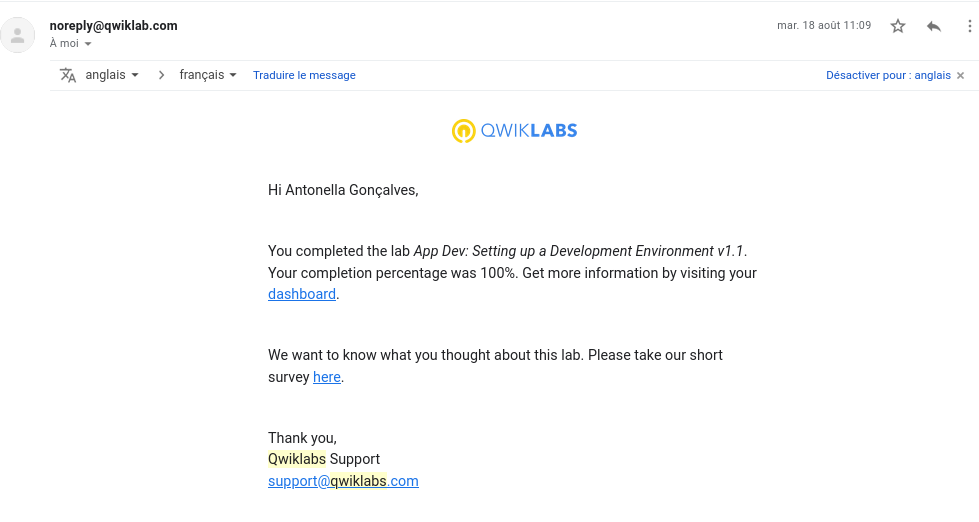 noreply@qwiklab.com
mar. 18 août 11:09
À moi
anglais
français
Traduire le message
Désactiver pour : anglais
QWIKLABS
Hi Antonella Gonçalves,
You completed the lab App Dev: Setting up a Development Environment v1.1.
Your completion percentage was 100%. Get more information by visiting your
dashboard.
We want to know what you thought about this lab. Please take our short
survey here.
Thank you,
Qwiklabs Support
support@qwiklabs.com